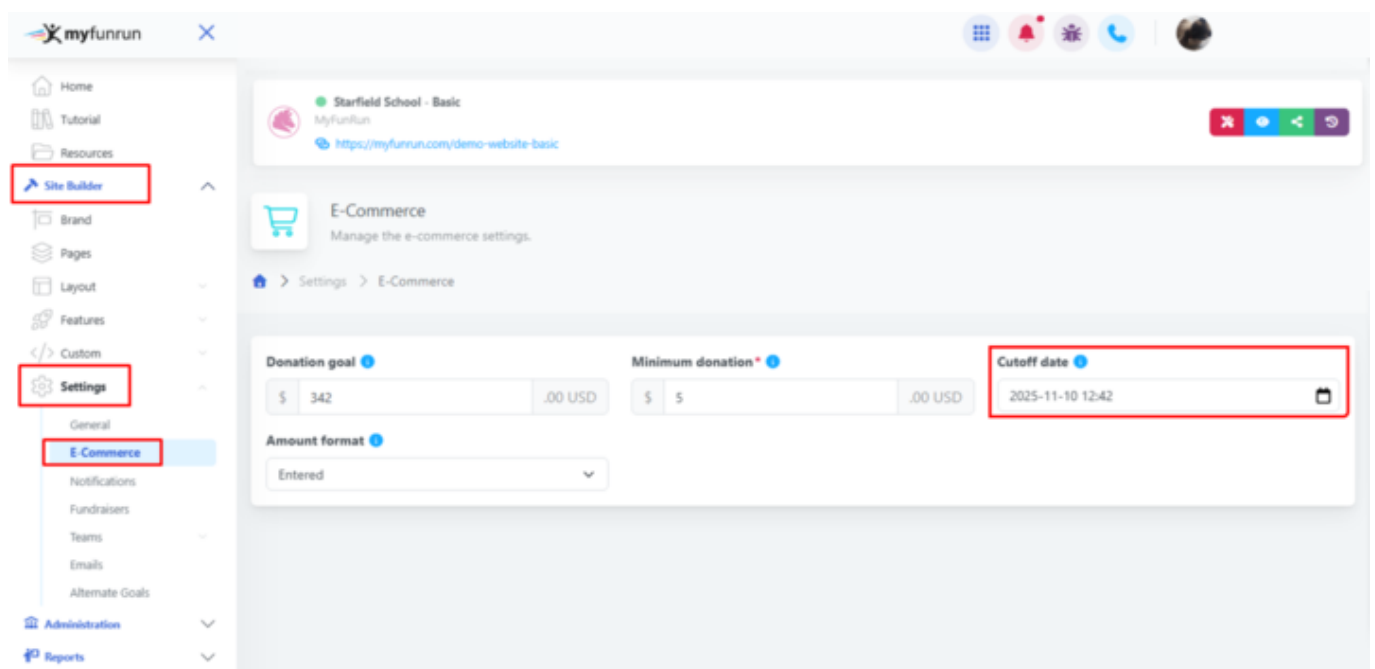 myfunrun
Home
Tutorial
Resources
Site Builder
Brand
Pages
Layout
Features
Custom
Settings
General
E-Commerce
Notifications
Fundraisers
Teams
Emails
Alternate Goals
Administration
Reports
Starfield School - Basic
MyFunRun
https://myfunrun.com/demo-website-basic
E-Commerce
Manage the e-commerce settings.
> Settings > E-Commerce
Donation goal
$ 342 .00 USD
Minimum donation*
$ 5 .00 USD
Cutoff date
2025-11-10 12:42
Amount format
Entered